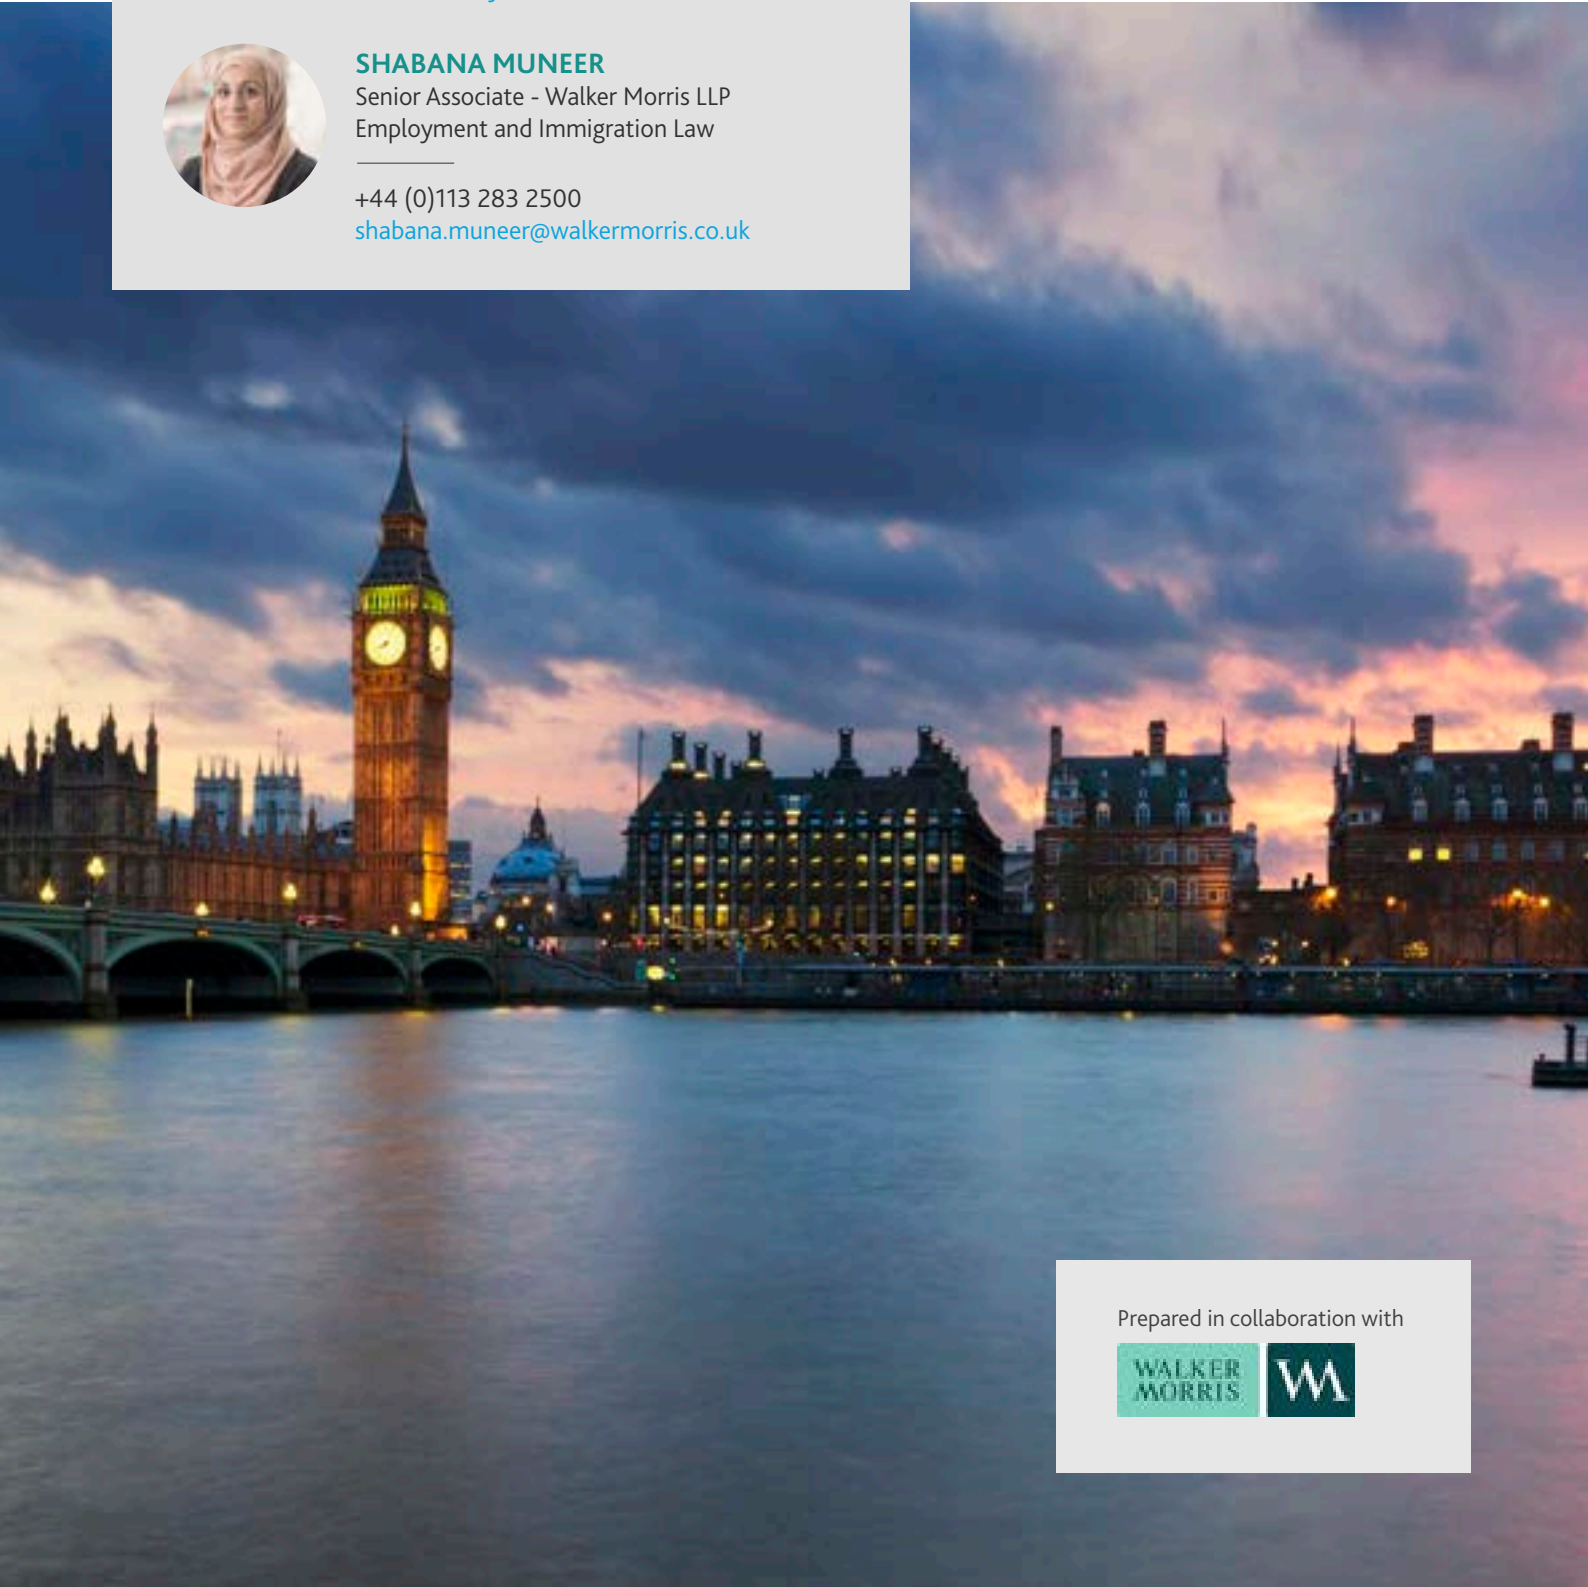 SHABANA MUNEER
Senior Associate - Walker Morris LLP
Employment and Immigration Law
+44 (0)113 283 2500
shabana.muneer@walkermorris.co.uk
Prepared in collaboration with
WALKER
MORRIS
WM